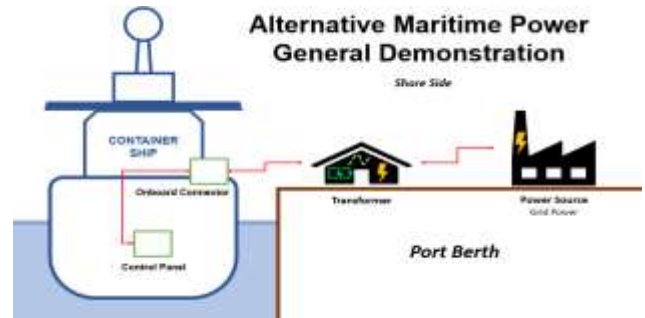 Alternative Maritime Power
General Demonstration
Shore Side
CONTAINER
SHIP
Onboard Connector
Transformer
Power Source
Grid Power
Control Panel
Port Berth